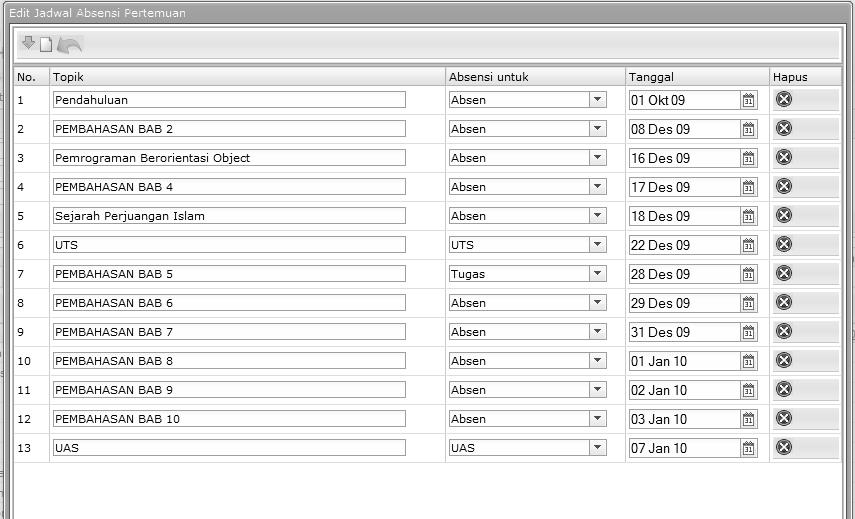 Edit Jadwal Absensi Pertemuan
No. Topik Absensi untuk Tanggal Hapus
1 Pendahuluan Absen 01 Okt 09
2 PEMBAHASAN BAB 2 Absen 08 Des 09
3 Pemrograman Berorientasi Object Absen 16 Des 09
4 PEMBAHASAN BAB 4 Absen 17 Des 09
5 Sejarah Perjuangan Islam Absen 18 Des 09
6 UTS UTS 22 Des 09
7 PEMBAHASAN BAB 5 Tugas 28 Des 09
8 PEMBAHASAN BAB 6 Absen 29 Des 09
9 PEMBAHASAN BAB 7 Absen 31 Des 09
10 PEMBAHASAN BAB 8 Absen 01 Jan 10
11 PEMBAHASAN BAB 9 Absen 02 Jan 10
12 PEMBAHASAN BAB 10 Absen 03 Jan 10
13 UAS UAS 07 Jan 10